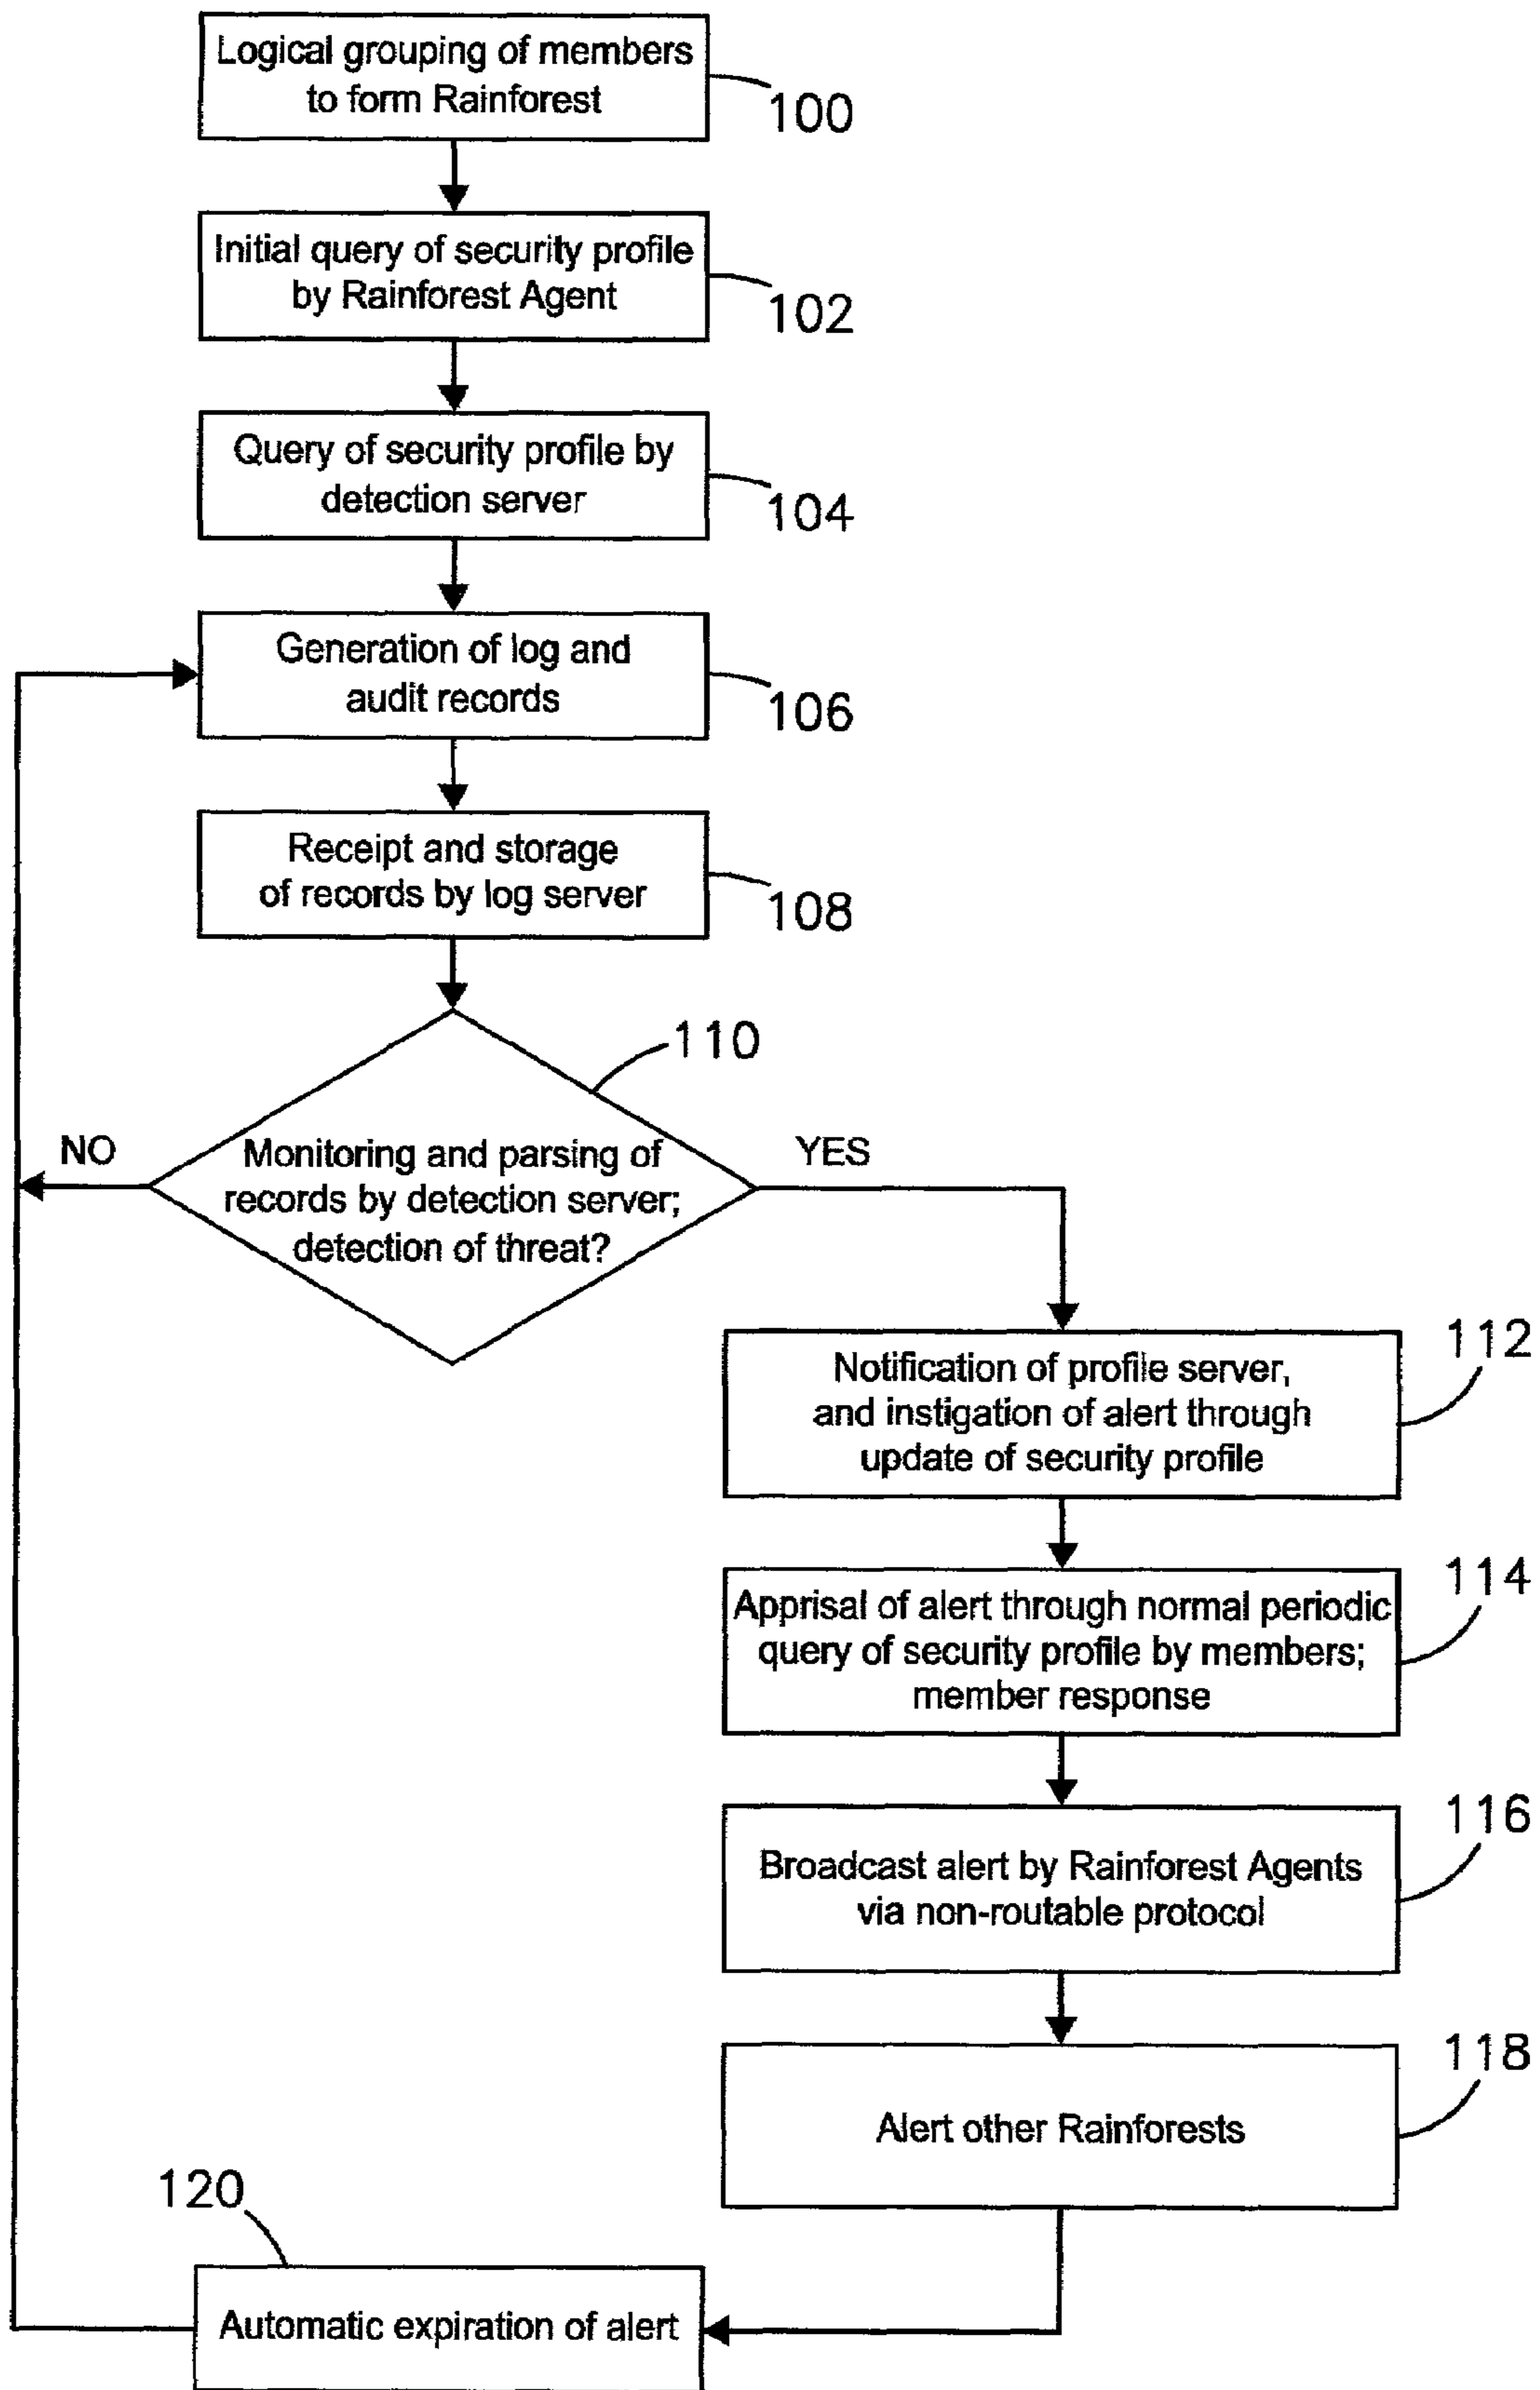 Logical grouping of members
to form Rainforest
100
Initial query of security profile
by Rainforest Agent
102
Query of security profile by
detection server
104
Generation of log and
audit records
106
Receipt and storage
of records by log server
108
110
NO
Monitoring and parsing of
records by detection server;
detection of threat?
YES
Notification of profile server,
and instigation of alert through
update of security profile
112
Apprisal of alert through normal periodic
query of security profile by members;
member response
114
Broadcast alert by Rainforest Agents
via non-routable protocol
116
Alert other Rainforests
118
120
Automatic expiration of alert